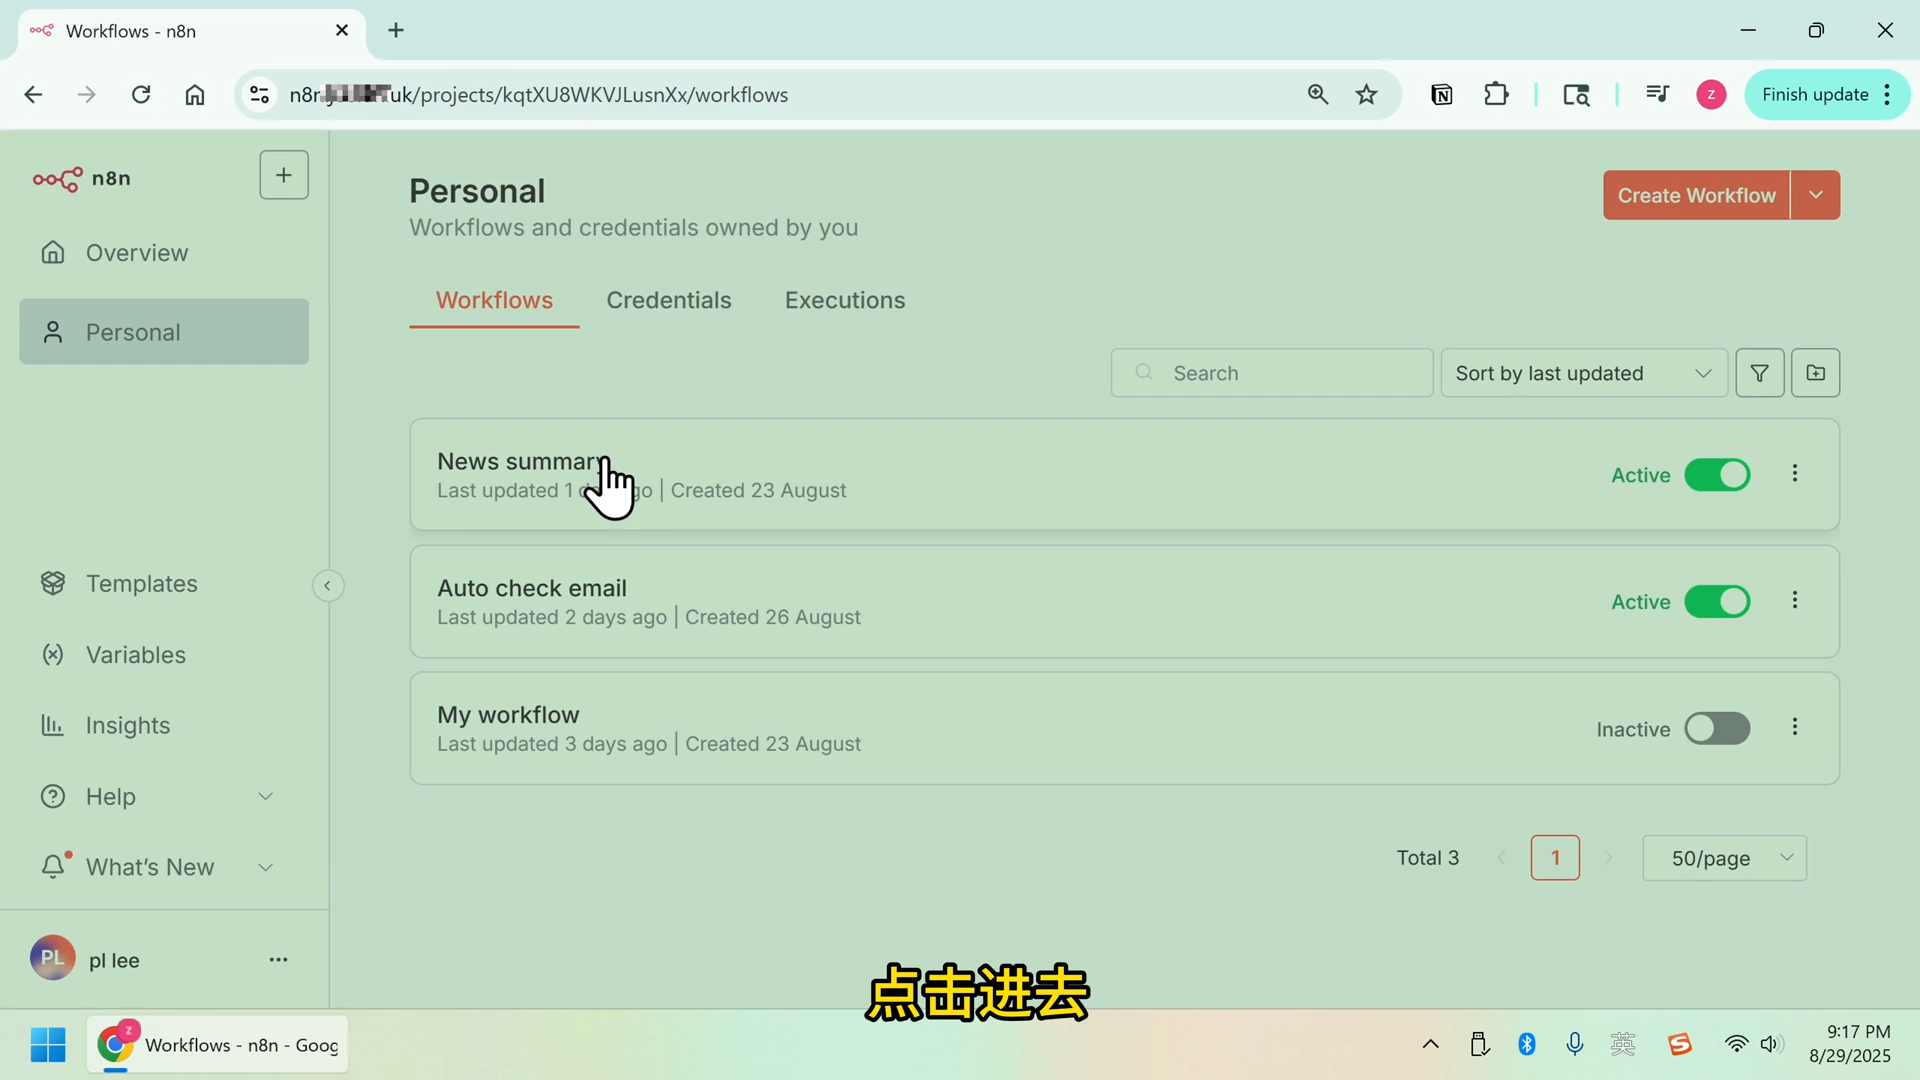 Workflows - n8n
uk/projects/kqtXU8WKVJLusnXx/workflows
Finish update
z
n8n
Overview
Personal
Templates
Variables
Insights
Help
What's New
PL
pl lee
Personal
Workflows and credentials owned by you
Create Workflow
Workflows Credentials Executions
Search
Sort by last updated
News summary
Last updated 1 day ago | Created 23 August
Active
Auto check email
Last updated 2 days ago | Created 26 August
Active
My workflow
Last updated 3 days ago | Created 23 August
Inactive
Total 3
1
50/page
点击进去
z
Workflows - n8n - Goog
英
9:17 PM
8/29/2025